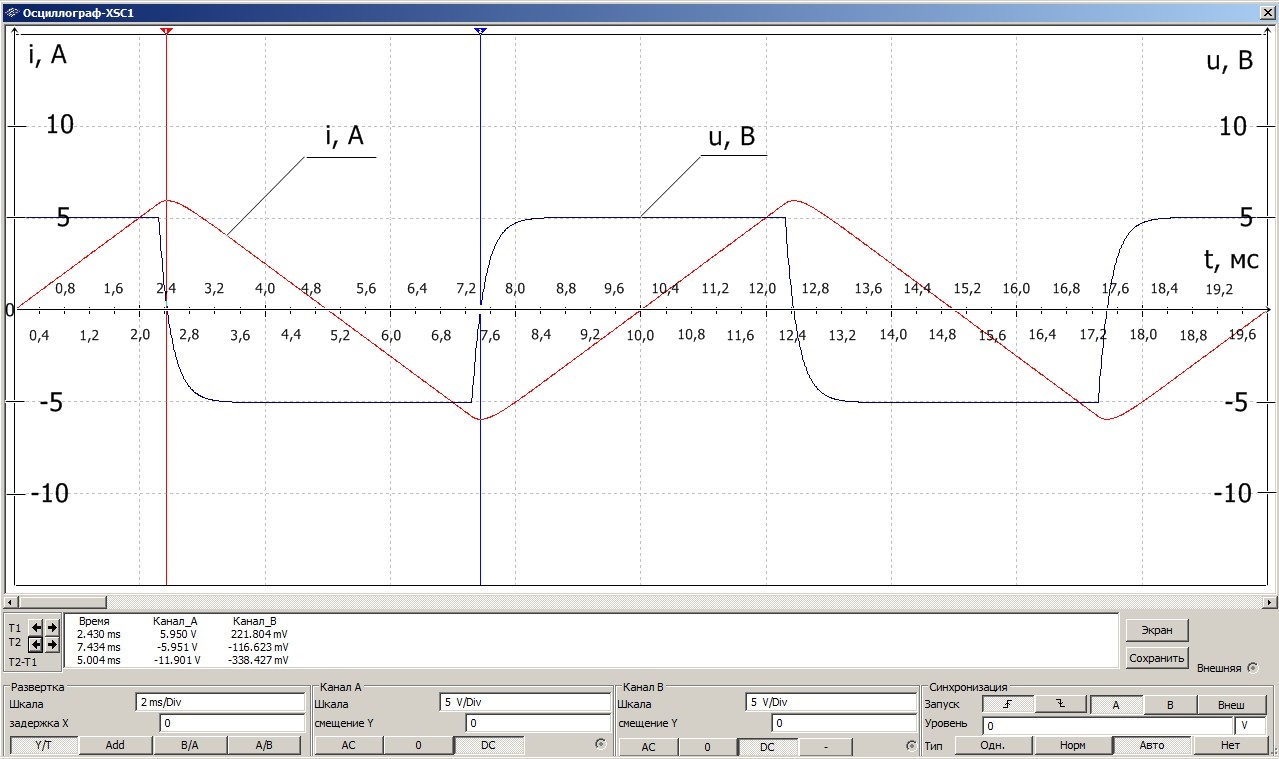 Осциллограф-XSC1
1 2
i, A u, B
10 10
i, A u, B
5 5
t, мс
0,8 1,6 2,4 3,2 4,0 4,8 5,6 6,4 7,2 8,0 8,8 9,6 10,4 11,2 12,0 12,8 13,6 14,4 15,2 16,0 16,8 17,6 18,4 19,2
0
0,4 1,2 2,0 2,8 3,6 4,4 5,2 6,0 6,8 7,6 8,4 9,2 10,0 10,8 11,6 12,4 13,2 14,0 14,8 15,6 16,4 17,2 18,0 18,8 19,6
-5 -5
-10 -10
Время Канал_A Канал_B
T1 2.430 ms 5.950 V 221.804 mV
T2 7.434 ms -5.951 V -116.623 mV
T2-T1 5.004 ms -11.901 V -338.427 mV
Экран
Сохранить
Внешняя
Развертка
Шкала 2 ms/Div
задержка X 0
Y/T Add B/A A/B
Канал A
Шкала 5 V/Div
смещение Y 0
AC 0 DC
Канал B
Шкала 5 V/Div
смещение Y 0
AC 0 DC -
Синхронизация
Запуск A B Внеш
Уровень 0 V
Тип Одн. Норм Авто Нет